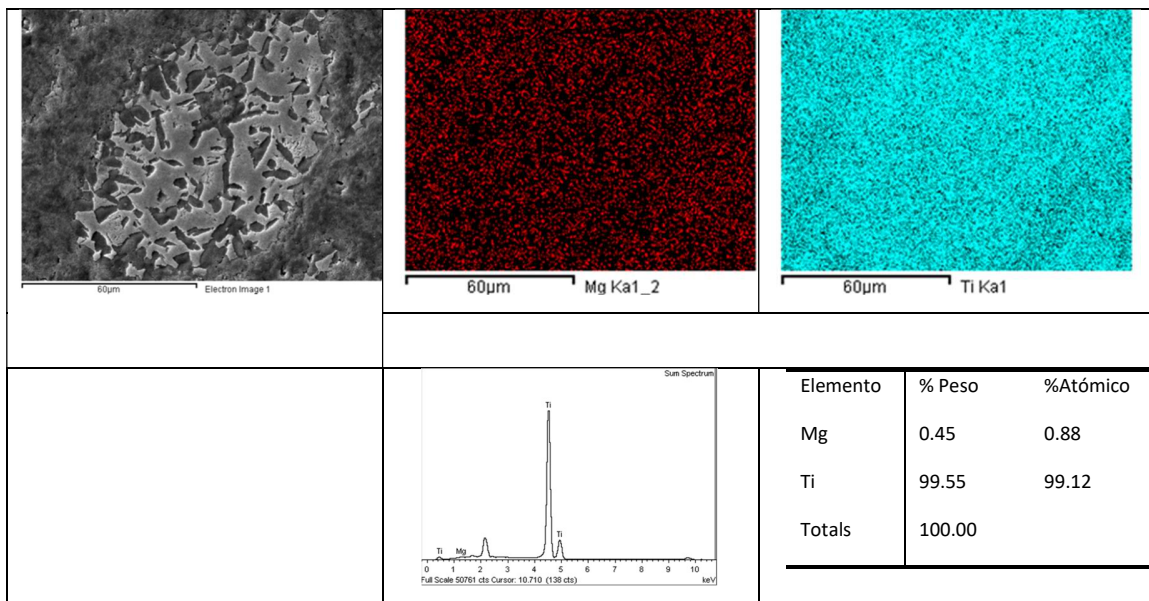 60µm Electron Image 1
60µm Mg Ka1_2
60µm Ti Ka1
Sum Spectrum
Ti
Ti
Ti Mg
0 1 2 3 4 5 6 7 8 9 10
Full Scale 50761 cts Cursor: 10.710 (138 cts) keV
Elemento % Peso %Atómico
Mg 0.45 0.88
Ti 99.55 99.12
Totals 100.00